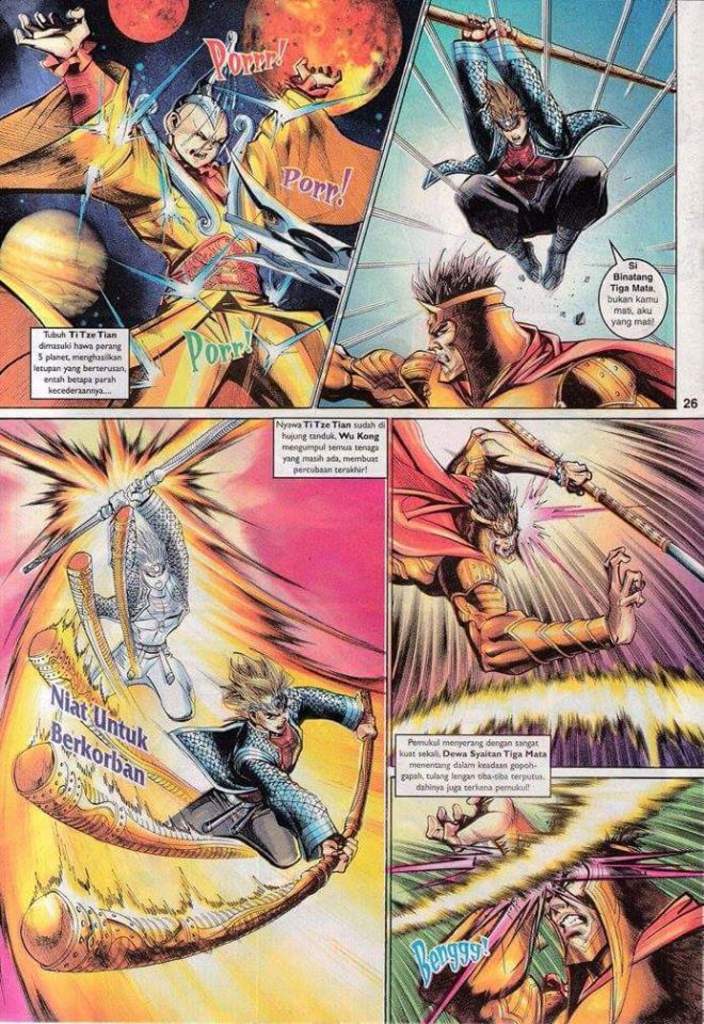 Porrr!
Porr!
Porr!
Tubuh Ti Tze Tian
dimasuki hawa perang
5 planet, menghasilkan
letupan yang berterusan,
entah betapa parah
kecederaannya....
Si
Binatang
Tiga Mata,
bukan kamu
mati, aku
yang mati!
26
Nyawa Ti Tze Tian sudah di
hujung tanduk, Wu Kong
mengumpul semua tenaga
yang masih ada, membuat
percubaan terakhir!
Niat Untuk
Berkorban
Pemukul menyerang dengan sangat
kuat sekali, Dewa Syaitan Tiga Mata
menentang dalam keadaan gopoh-
gapah, tulang lengan tiba-tiba terputus,
dahinya juga terkena pemukul!
Benggg!